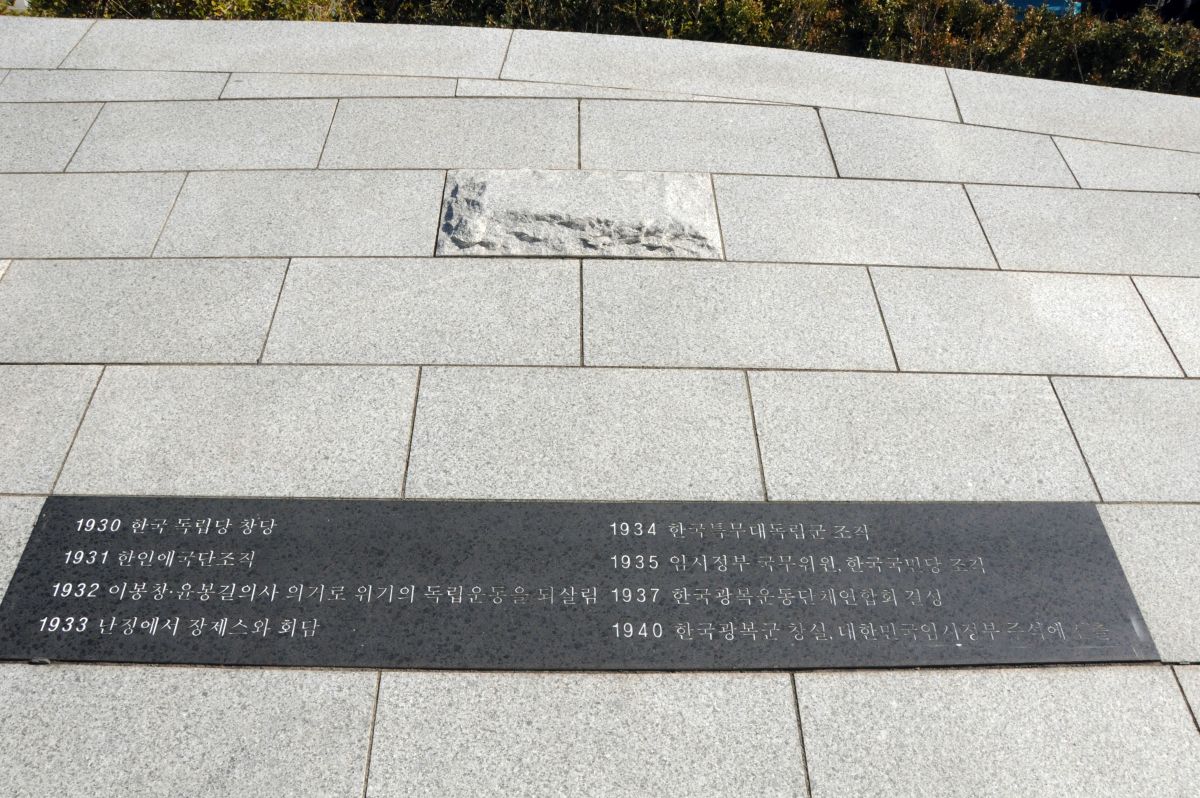 1930 한국 독립당 창당
1931 한인애국단조직
1932 이봉창·윤봉길의사 의기로 위기의 독립운동을 되살림
1933 난징에서 장제스와 회담
1934 한국특무대독립군 조직
1935 임시정부 국무위원, 한국국민당 조직
1937 한국광복운동단체연합회 결성
1940 한국광복군 창설, 대한민국임시정부 주석에